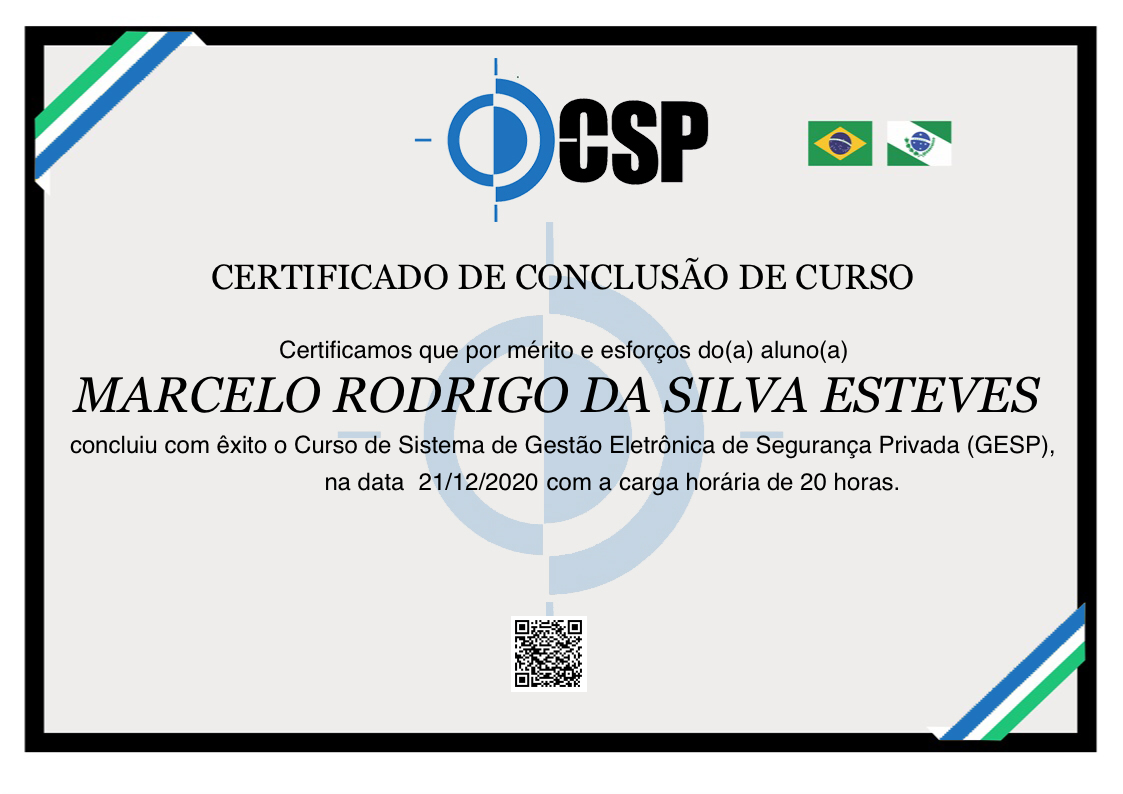 CSP
CERTIFICADO DE CONCLUSÃO DE CURSO
Certificamos que por mérito e esforços do(a) aluno(a)
MARCELO RODRIGO DA SILVA ESTEVES
concluiu com êxito o Curso de Sistema de Gestão Eletrônica de Segurança Privada (GESP),
na data 21/12/2020 com a carga horária de 20 horas.